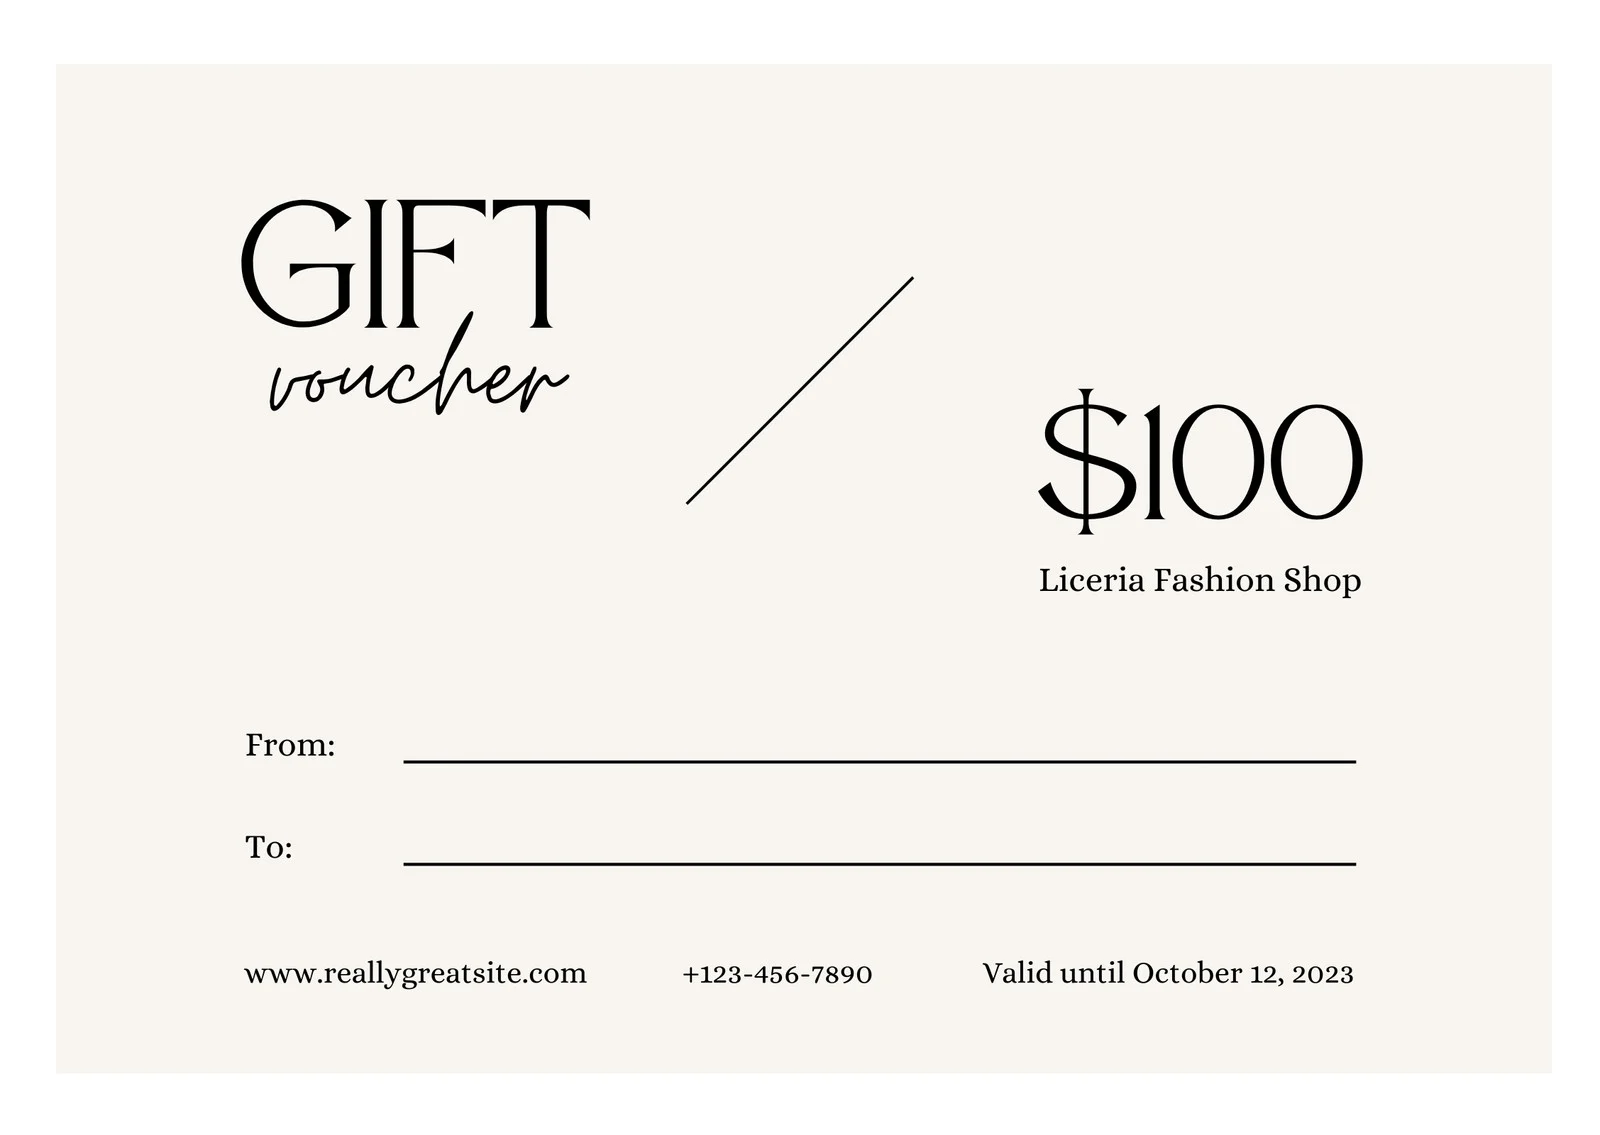 GIFT
voucher
$100
Liceria Fashion Shop
From:
To:
www.reallygreatsite.com
+123-456-7890
Valid until October 12, 2023